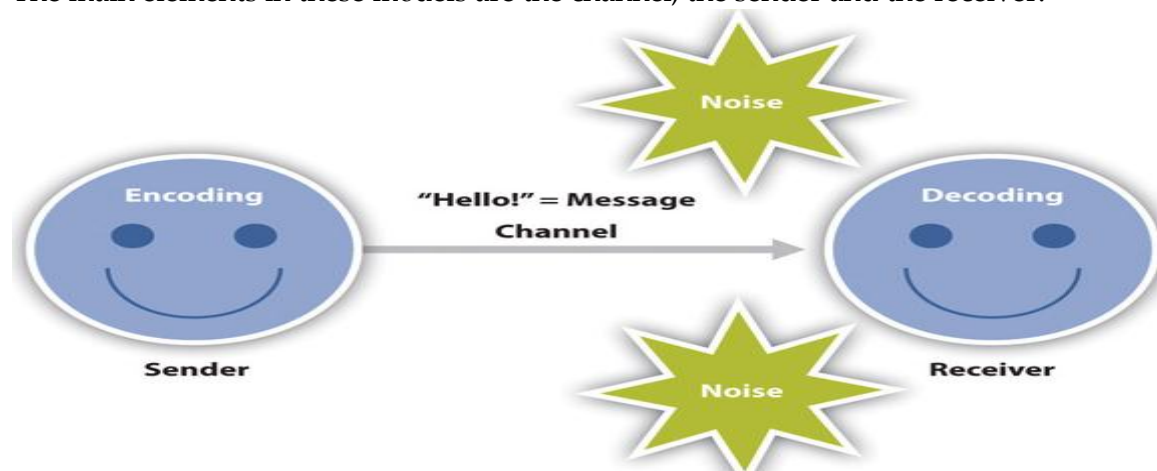 The main elements in these models are the channel, the sender and the receiver.
Noise
Encoding
"Hello!" = Message
Channel
Decoding
Sender
Receiver
Noise